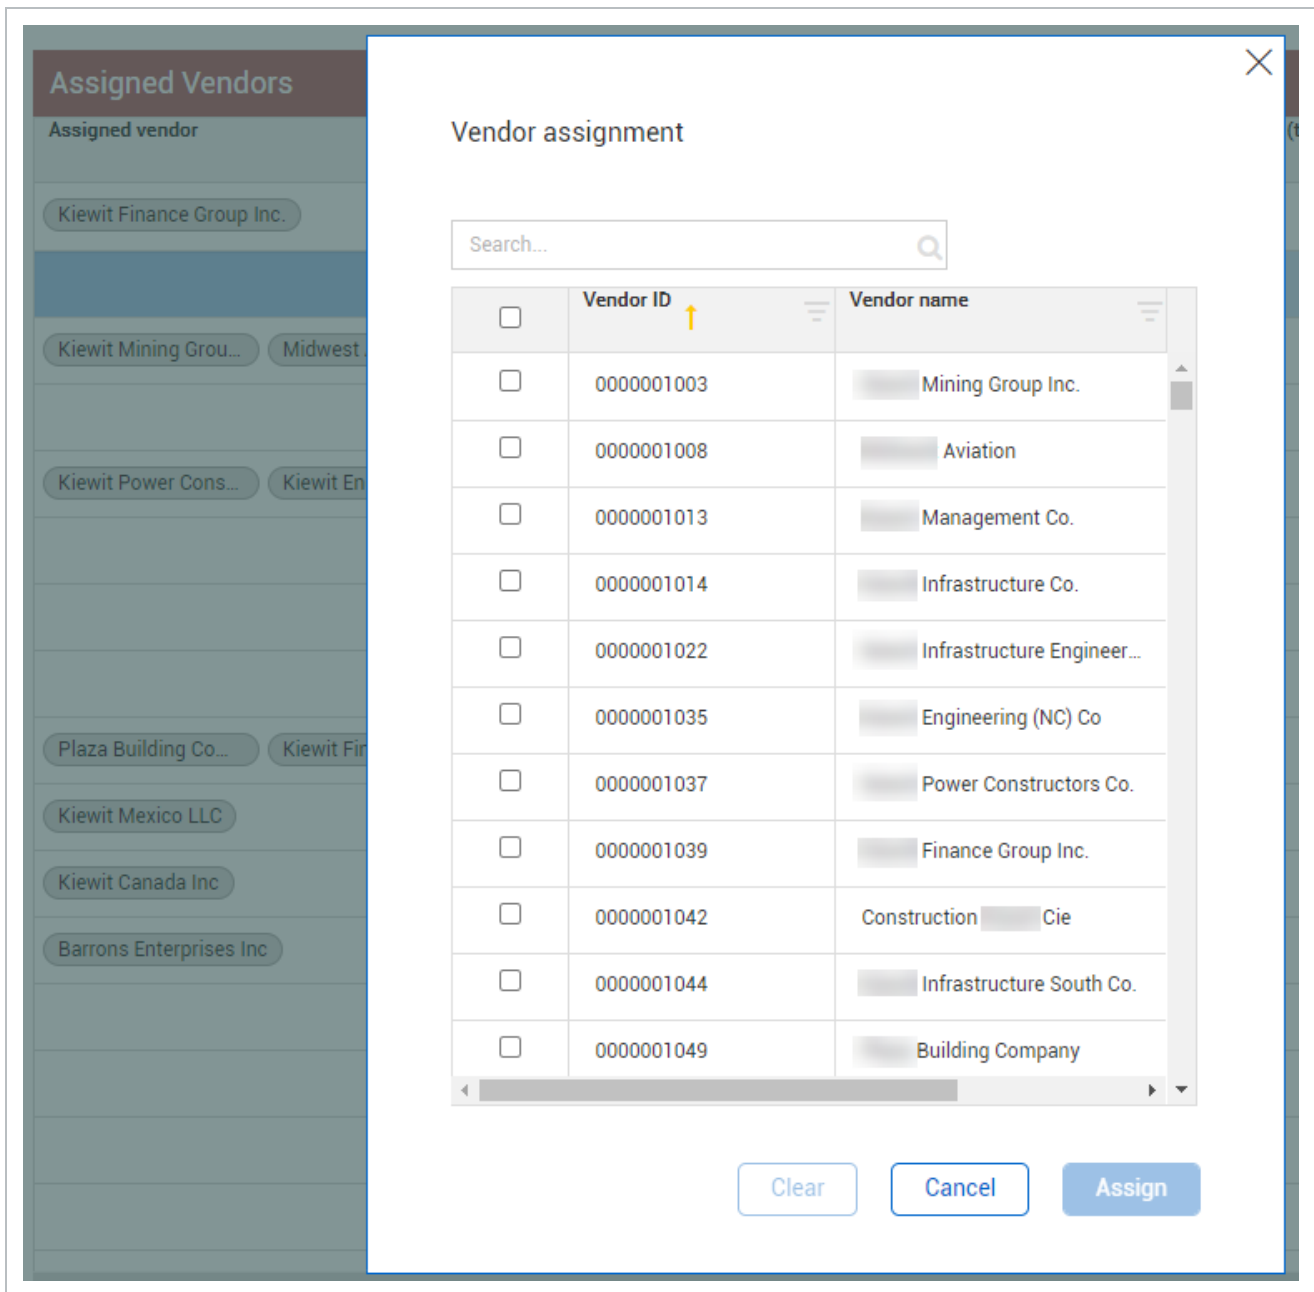 Assigned Vendors
Assigned vendor
(t
Kiewit Finance Group Inc.
Kiewit Mining Grou... Midwest
Kiewit Power Cons... Kiewit En
Plaza Building Co... Kiewit Fin
Kiewit Mexico LLC
Kiewit Canada Inc
Barrons Enterprises Inc
Vendor assignment
Search...
Vendor ID Vendor name
0000001003 Mining Group Inc.
0000001008 Aviation
0000001013 Management Co.
0000001014 Infrastructure Co.
0000001022 Infrastructure Engineer...
0000001035 Engineering (NC) Co
0000001037 Power Constructors Co.
0000001039 Finance Group Inc.
0000001042 Construction Cie
0000001044 Infrastructure South Co.
0000001049 Building Company
Clear Cancel Assign